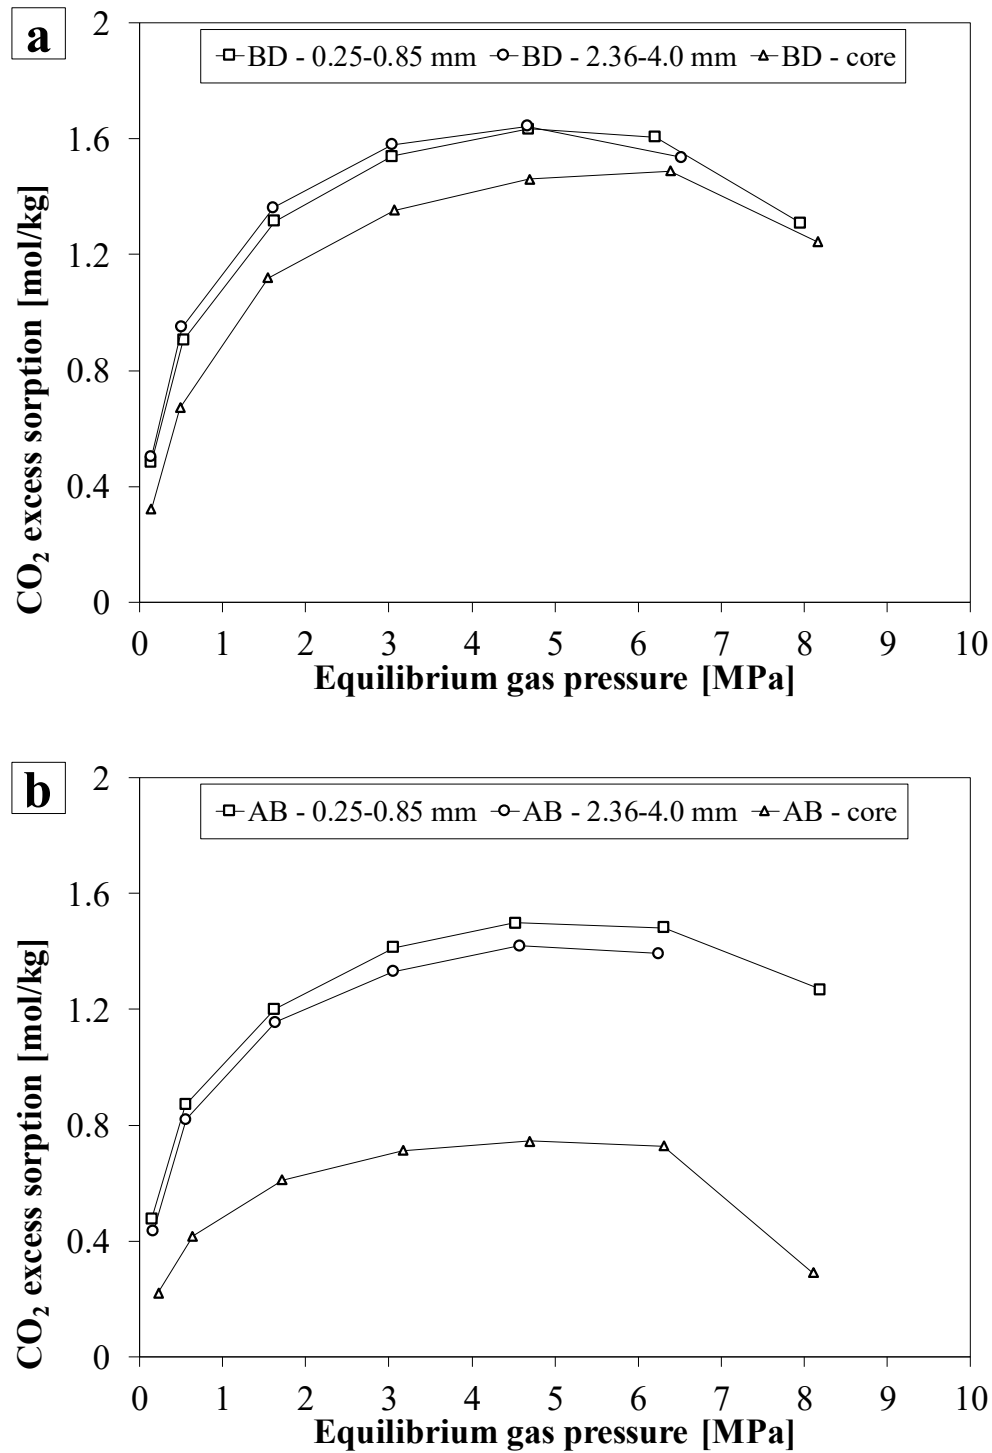 a
2
BD - 0.25-0.85 mm BD - 2.36-4.0 mm BD - core
1.6
1.2
0.8
0.4
0
CO₂ excess sorption [mol/kg]
0 1 2 3 4 5 6 7 8 9 10
Equilibrium gas pressure [MPa]
b
2
AB - 0.25-0.85 mm AB - 2.36-4.0 mm AB - core
1.6
1.2
0.8
0.4
0
CO₂ excess sorption [mol/kg]
0 1 2 3 4 5 6 7 8 9 10
Equilibrium gas pressure [MPa]